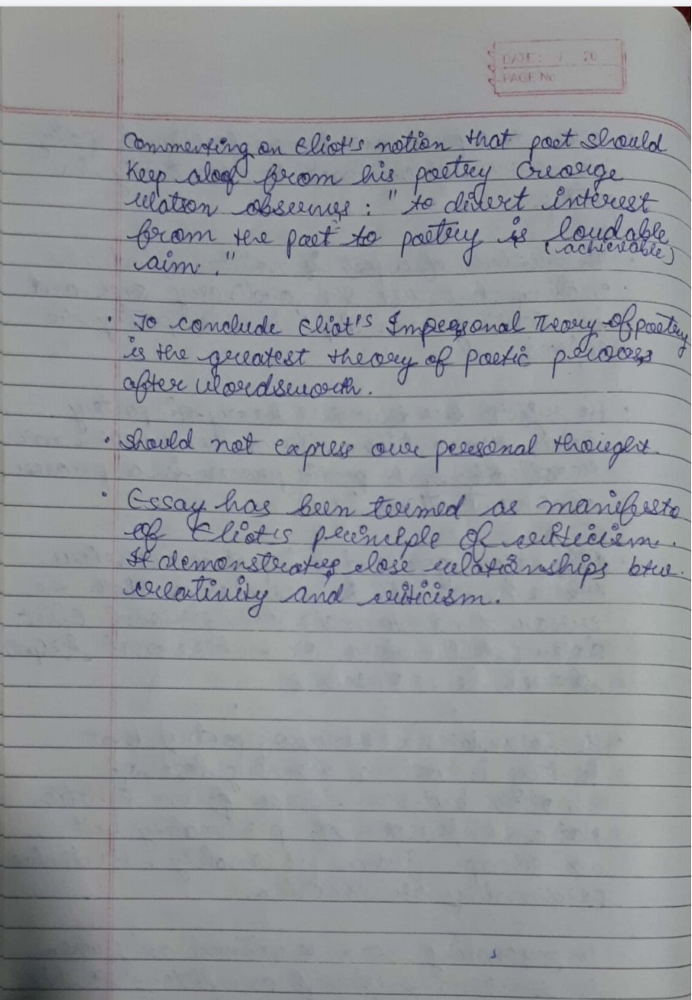 DATE: / 20
PAGE No
Commenting on Eliot's notion that poet should
Keep aloof from his poetry George
Watson observes : "to divert interest
from the poet to poetry is loudable
(achievable)
aim."
· To conclude Eliot's Impersonal Theory of poetry
is the greatest theory of poetic process
after Wordsworth.
· should not express our personal thought.
· Essay has been termed as manifesto
of Eliot's principle of criticism.
It demonstrates close relationships btw.
creativity and criticism.